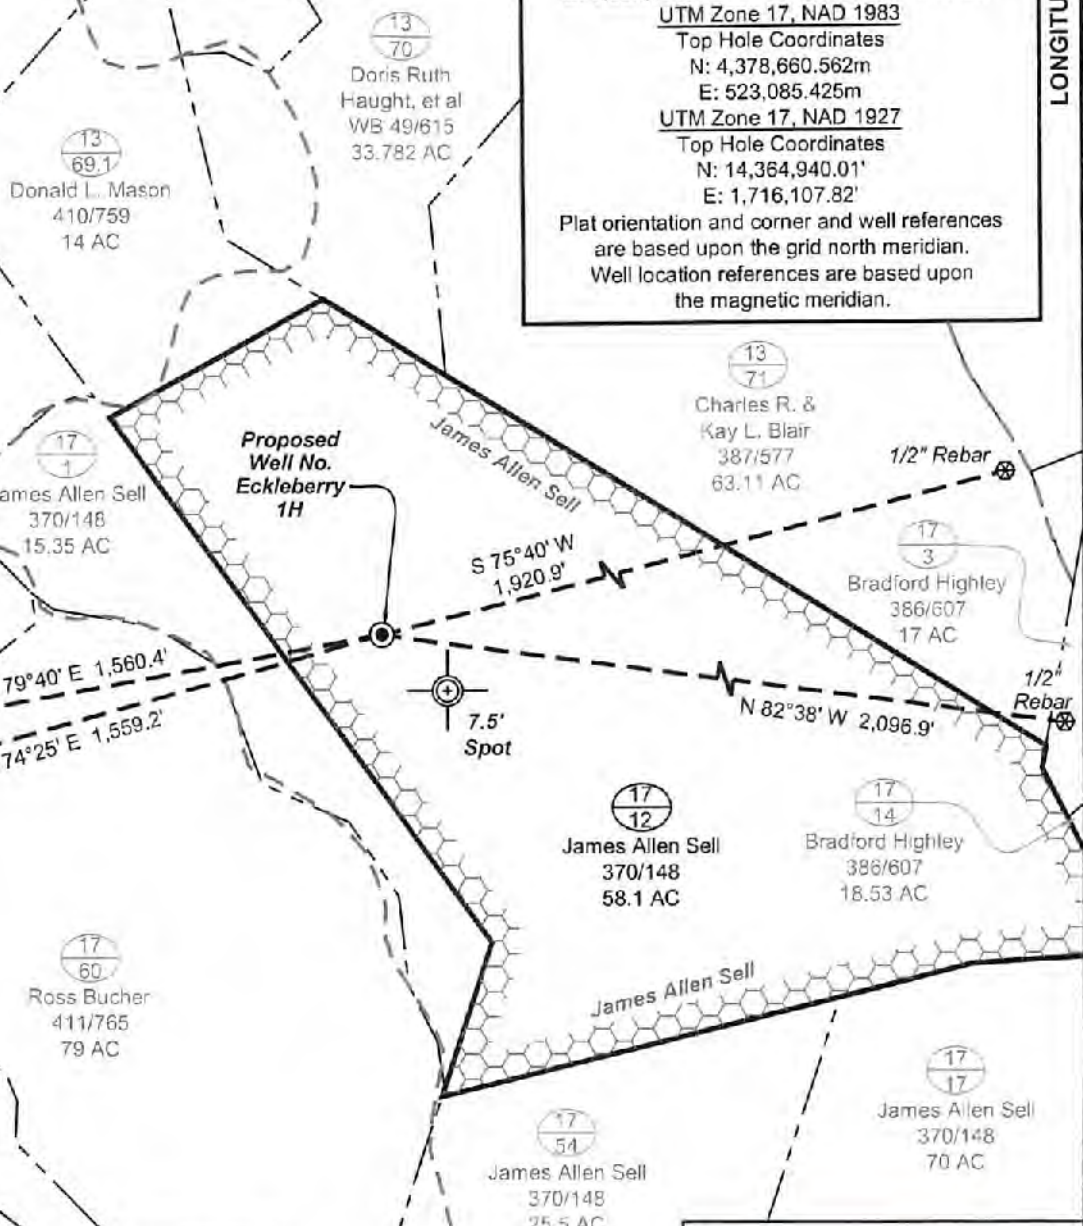 UTM Zone 17, NAD 1983
Top Hole Coordinates
N: 4,378,660.562m
E: 523,085.425m
UTM Zone 17, NAD 1927
Top Hole Coordinates
N: 14,364,940.01'
E: 1,716,107.82'
Plat orientation and corner and well references
are based upon the grid north meridian.
Well location references are based upon
the magnetic meridian.
13
70
Doris Ruth
Haught, et al
WB 49/615
33.782 AC
13
69.1
Donald L. Mason
410/759
14 AC
13
71
Charles R. &
Kay L. Blair
387/577
63.11 AC
James Allen Sell
Proposed
Well No.
Eckleberry
1H
17
1
ames Allen Sell
370/148
15.35 AC
1/2" Rebar
17
3
Bradford Highley
386/607
17 AC
S 75°40' W
1,920.9'
79°40' E 1,560.4'
74°25' E 1,559.2'
7.5'
Spot
N 82°38' W 2,096.9'
1/2"
Rebar
17
12
James Allen Sell
370/148
58.1 AC
17
14
Bradford Highley
386/607
18.53 AC
17
60
Ross Bucher
411/765
79 AC
James Allen Sell
17
17
James Allen Sell
370/148
70 AC
17
54
James Allen Sell
370/148
25.5 AC